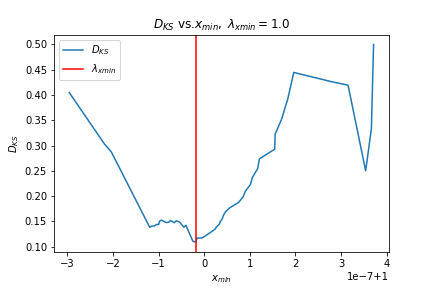 D_KS vs.x_min, λ_xmin = 1.0
D_KS
λ_xmin
0.50
0.45
0.40
0.35
0.30
0.25
0.20
0.15
0.10
D_KS
−3 −2 −1 0 1 2 3 4
x_min
1e−7+1